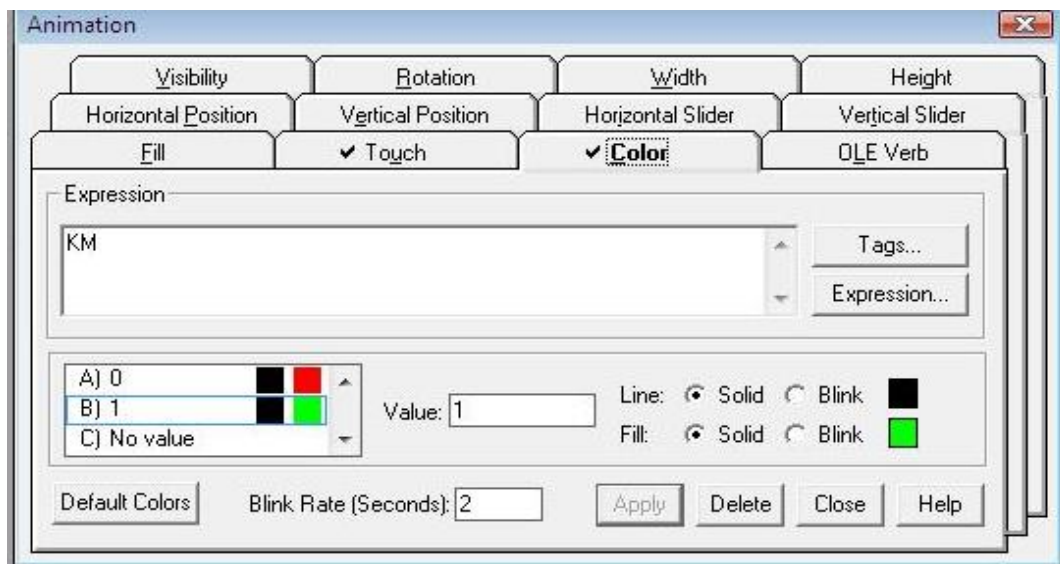 Animation
Visibility Rotation Width Height
Horizontal Position Vertical Position Horizontal Slider Vertical Slider
Fill ✔ Touch ✔ Color OLE Verb
Expression
KM
Tags...
Expression...
A) 0
B) 1
C) No value
Value: 1
Line: Solid Blink
Fill: Solid Blink
Default Colors Blink Rate (Seconds): 2 Apply Delete Close Help